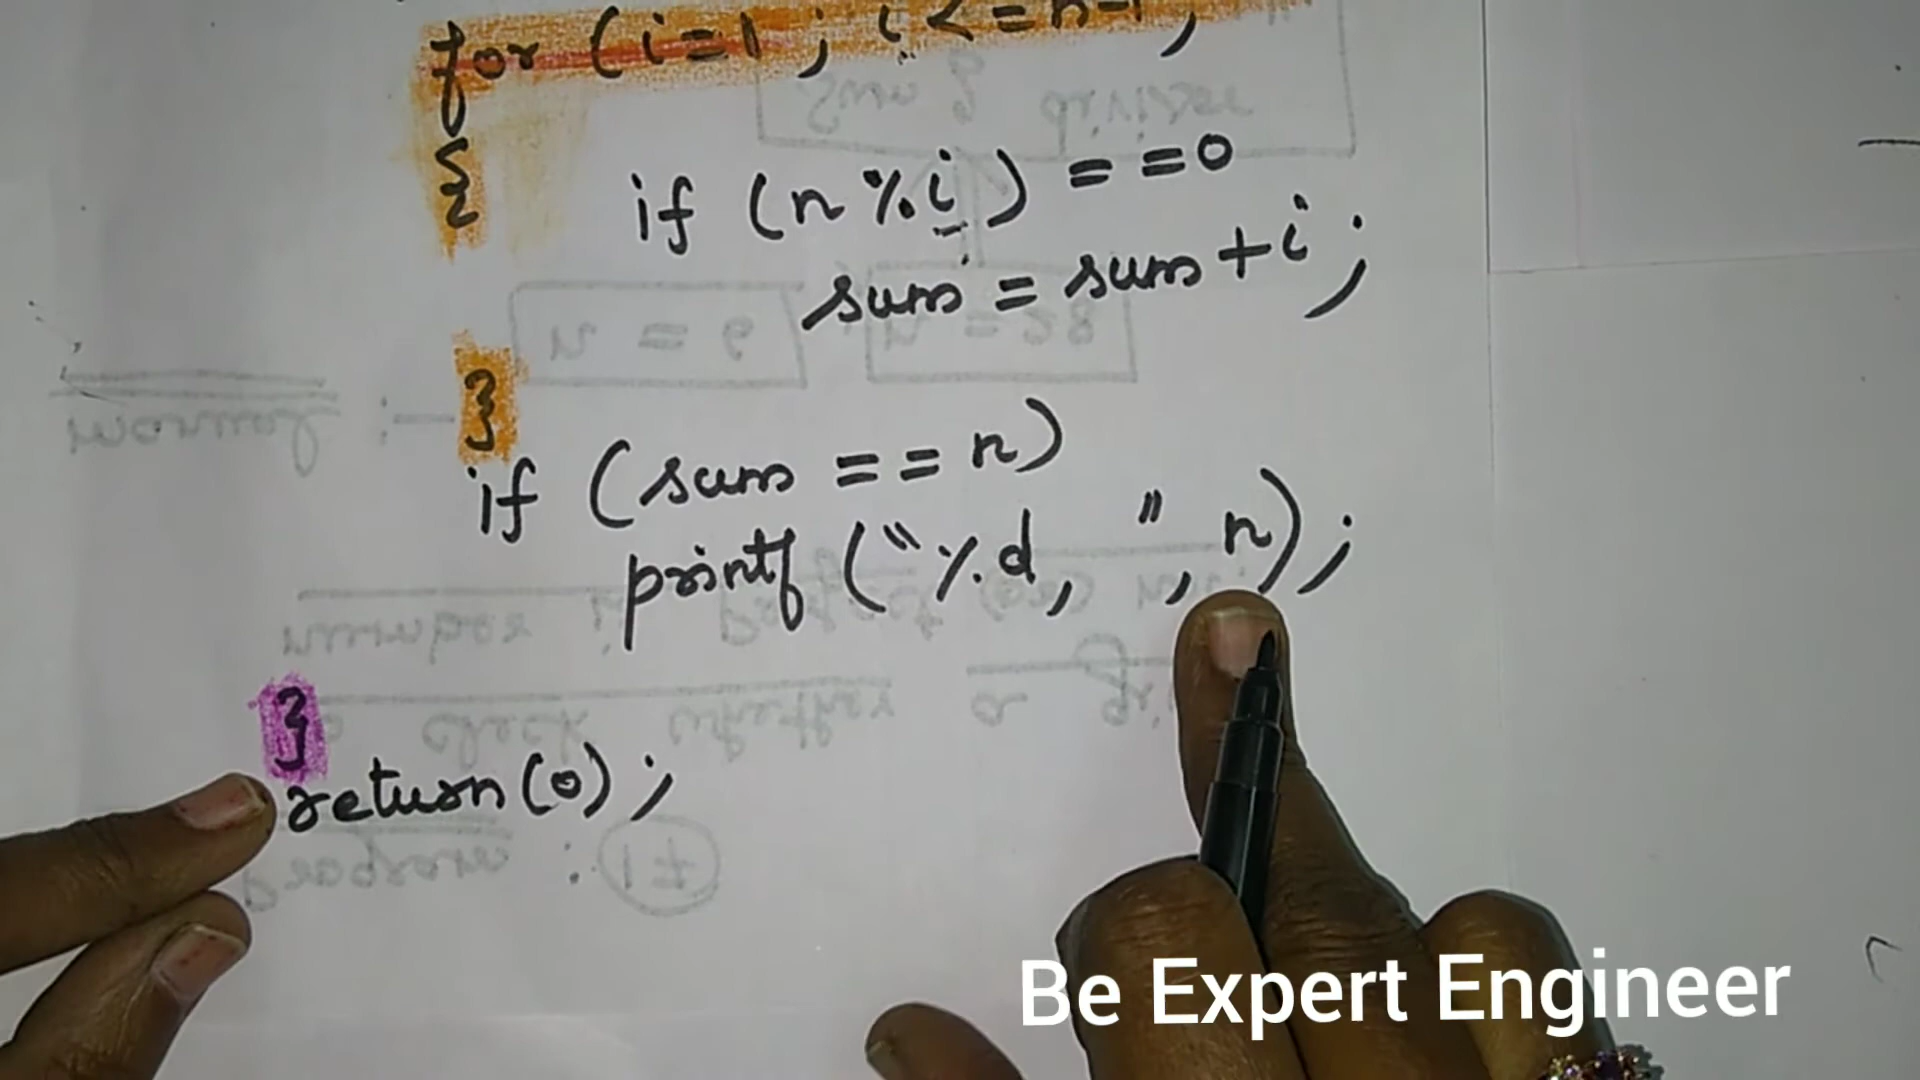 for (i=1; i<=n-1;
{
if (n%i)==0
sum = sum+i;
}
if (sum==n)
printf("%d, ", n);
}
return(0);
Be Expert Engineer